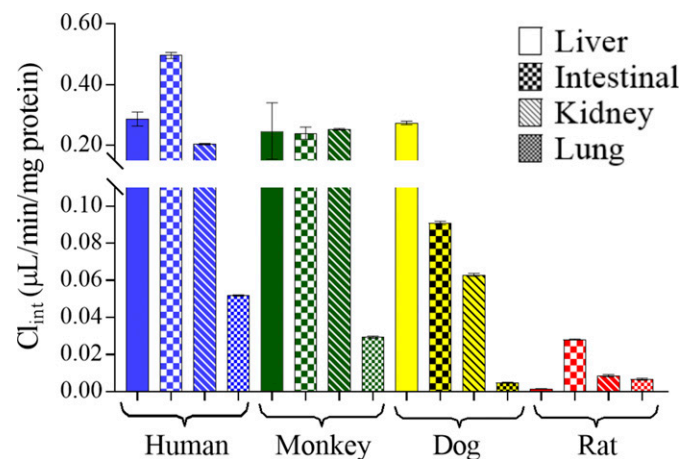 Cl_int (µL/min/mg protein)
0.60
0.40
0.20
0.10
0.08
0.06
0.04
0.02
0.00
Liver
Intestinal
Kidney
Lung
Human Monkey Dog Rat